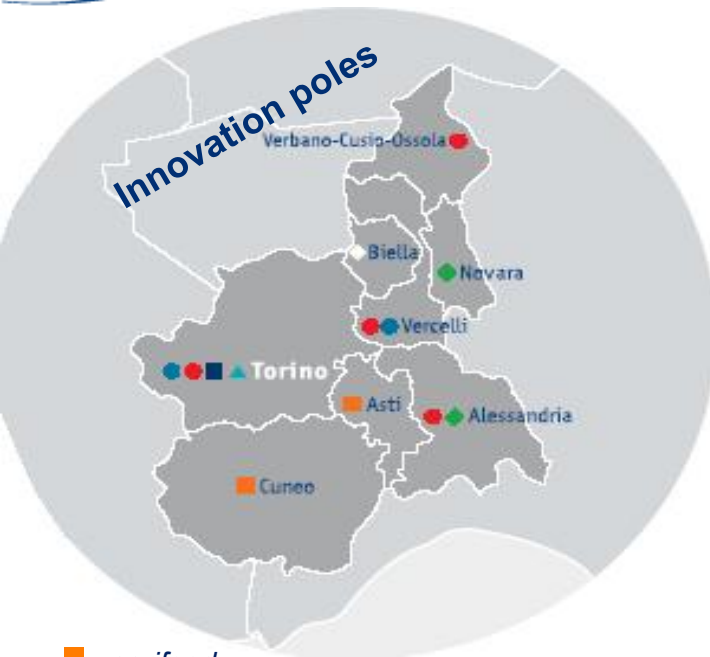 Innovation poles
Verbano-Cusio-Ossola
Biella
Novara
Vercelli
Torino
Asti
Alessandria
Cuneo